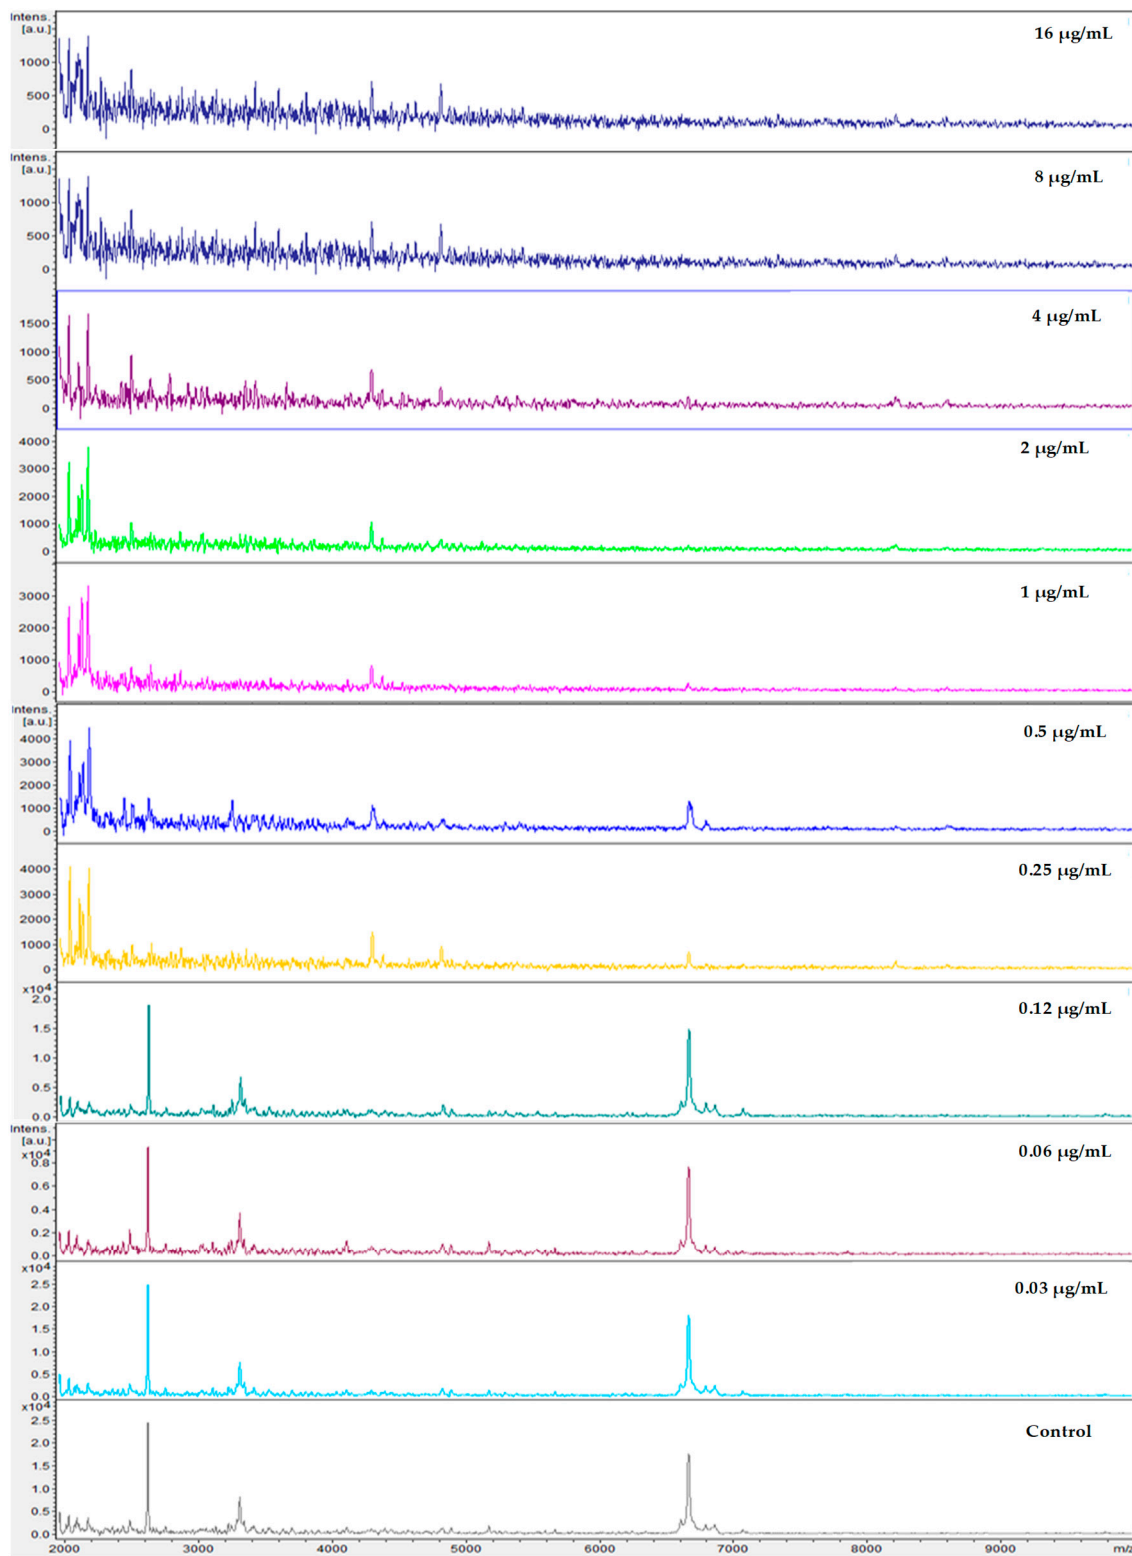 Intens.
[a.u.]
16 µg/mL
1000
500
0
Intens.
[a.u.]
8 µg/mL
1000
500
0
4 µg/mL
1500
1000
500
0
2 µg/mL
4000
3000
2000
1000
0
1 µg/mL
3000
2000
1000
0
Intens.
[a.u.]
0.5 µg/mL
4000
3000
2000
1000
0
0.25 µg/mL
4000
3000
2000
1000
0
x10⁴
2.0
0.12 µg/mL
1.5
1.0
0.5
0.0
Intens.
[a.u.]
x10⁴
0.06 µg/mL
0.8
0.6
0.4
0.2
0.0
x10⁴
0.03 µg/mL
2.5
2.0
1.5
1.0
0.5
0.0
x10⁴
2.5
Control
2.0
1.5
1.0
0.5
0.0
2000 3000 4000 5000 6000 7000 8000 9000